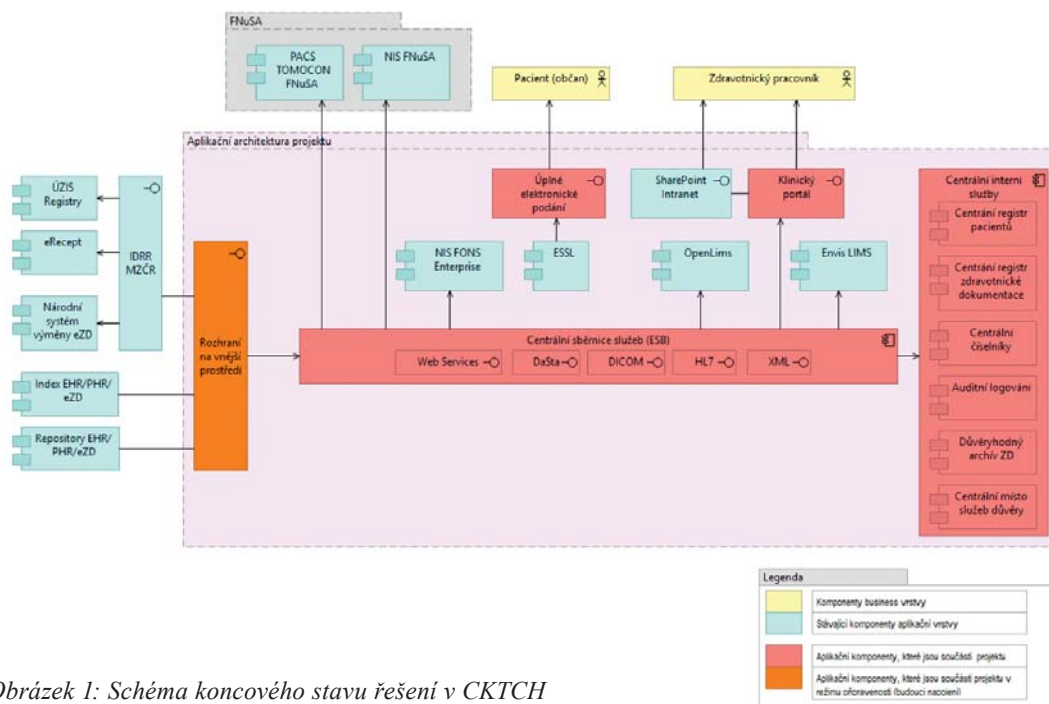 FNuSA
PACS
TOMOCON
FNuSA
NIS FNuSA
Pacient (občan)
Zdravotnický pracovník
Aplikační architektura projektu
ÚZIS
Registry
eRecept
Národní
systém
výměny eZD
IDRR
MZČR
Index EHR/PHR/
eZD
Repository EHR/
PHR/eZD
Rozhraní
na vnější
prostředí
Úplné
elektronické
podání
SharePoint
Intranet
Klinický
portál
NIS FONS
Enterprise
ESSL
OpenLims
Envis LIMS
Centrální sběrnice služeb (ESB)
Web Services
DaSta
DICOM
HL7
XML
Centrální interní
služby
Centrání registr
pacientů
Centrání registr
zdravotnické
dokumentace
Centrální
číselníky
Auditní logování
Důvěryhodný
archív ZD
Centrální místo
služeb důvěry
Legenda
Komponenty business vrstvy
Stávající komponenty aplikační vrstvy
Aplikační komponenty, které jsou součástí projektu
Aplikační komponenty, které jsou součástí projektu v
režimu připravenosti (budoucí napojení)
Obrázek 1: Schéma koncového stavu řešení v CKTCH